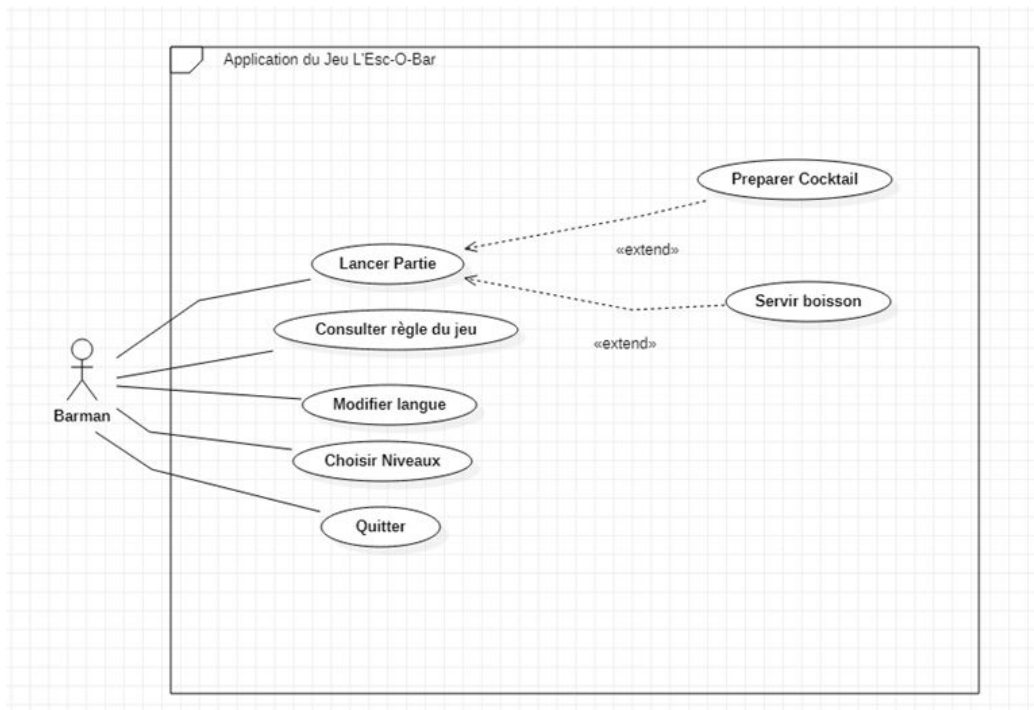 Application du Jeu L'Esc-O-Bar
Preparer Cocktail
«extend»
Lancer Partie
Servir boisson
Consulter règle du jeu
«extend»
Modifier langue
Barman
Choisir Niveaux
Quitter